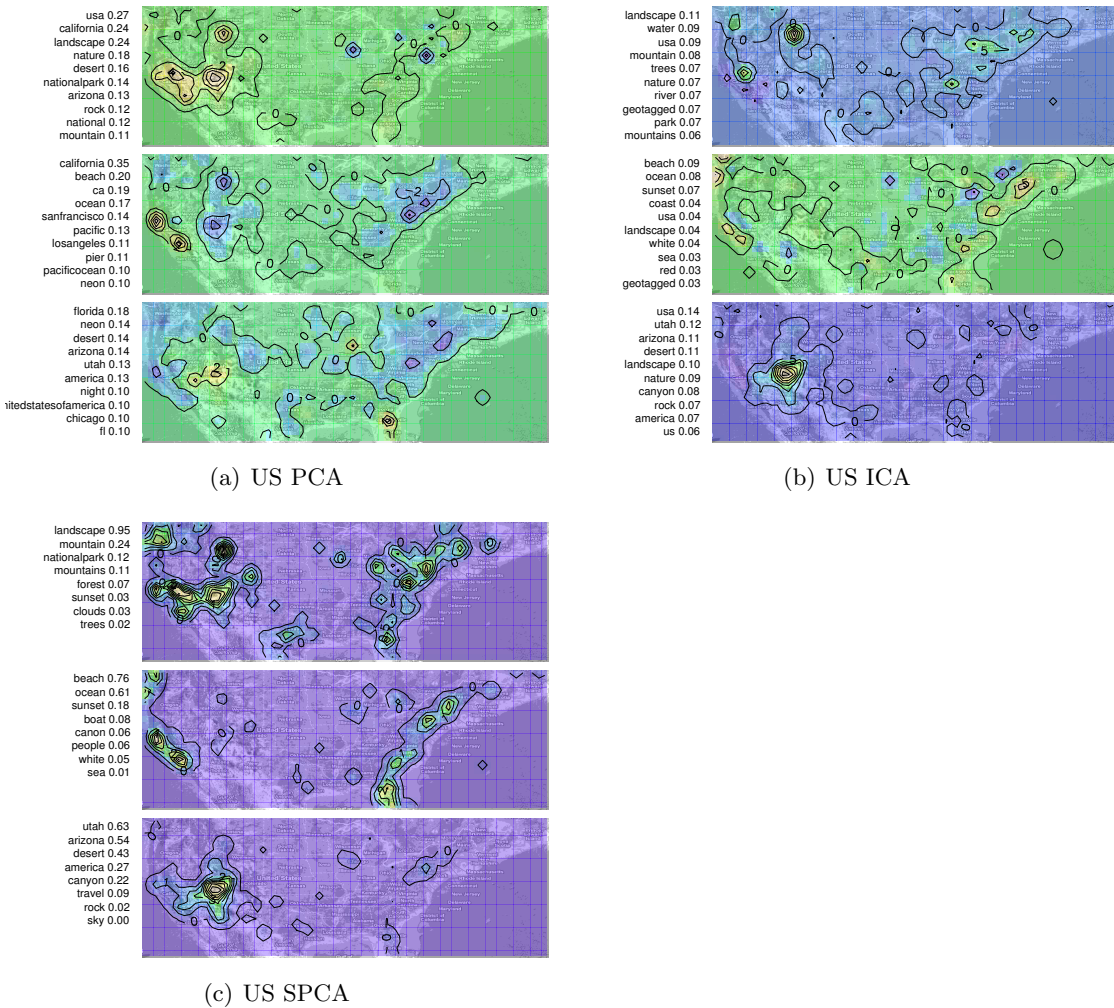 usa 0.27
california 0.24
landscape 0.24
nature 0.18
desert 0.16
nationalpark 0.14
arizona 0.13
rock 0.12
national 0.12
mountain 0.11
california 0.35
beach 0.20
ca 0.19
ocean 0.17
sanfrancisco 0.14
pacific 0.13
losangeles 0.11
pier 0.11
pacificocean 0.10
neon 0.10
florida 0.18
neon 0.14
desert 0.14
arizona 0.14
utah 0.13
america 0.13
night 0.10
nitedstatesofamerica 0.10
chicago 0.10
fl 0.10
(a) US PCA
landscape 0.11
water 0.09
usa 0.09
mountain 0.08
trees 0.07
nature 0.07
river 0.07
geotagged 0.07
park 0.07
mountains 0.06
beach 0.09
ocean 0.08
sunset 0.07
coast 0.04
usa 0.04
landscape 0.04
white 0.04
sea 0.03
red 0.03
geotagged 0.03
usa 0.14
utah 0.12
arizona 0.11
desert 0.11
landscape 0.10
nature 0.09
canyon 0.08
rock 0.07
america 0.07
us 0.06
(b) US ICA
landscape 0.95
mountain 0.24
nationalpark 0.12
mountains 0.11
forest 0.07
sunset 0.03
clouds 0.03
trees 0.02
beach 0.76
ocean 0.61
sunset 0.18
boat 0.08
canon 0.06
people 0.06
white 0.05
sea 0.01
utah 0.63
arizona 0.54
desert 0.43
america 0.27
canyon 0.22
travel 0.09
rock 0.02
sky 0.00
(c) US SPCA